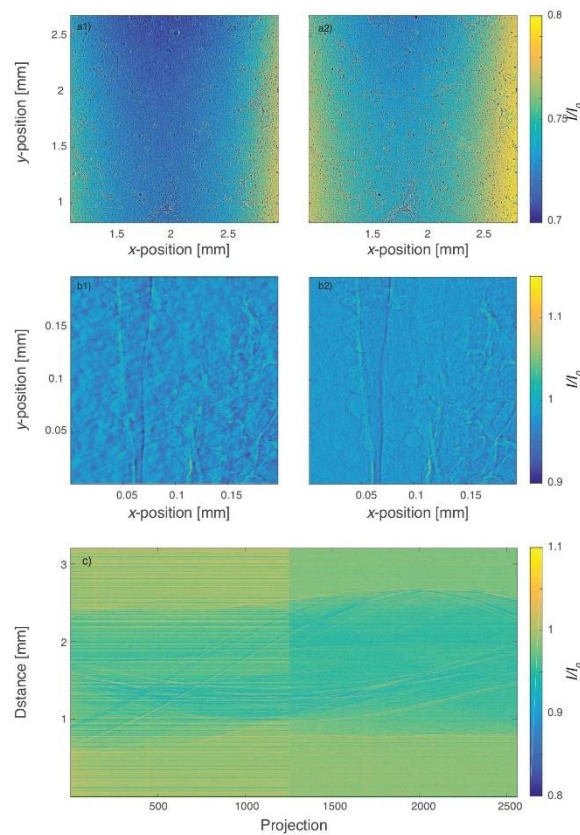 a1)
a2)
2.5
2
1.5
1
y-position [mm]
1.5 2 2.5
x-position [mm]
1.5 2 2.5
x-position [mm]
0.8
0.75
0.7
I/I₀
b1)
b2)
0.15
0.1
0.05
y-position [mm]
0.05 0.1 0.15
x-position [mm]
0.05 0.1 0.15
x-position [mm]
1.1
1
0.9
I/I₀
c)
3
2
1
Dstance [mm]
500 1000 1500 2000 2500
Projection
1.1
1
0.9
0.8
I/I₀